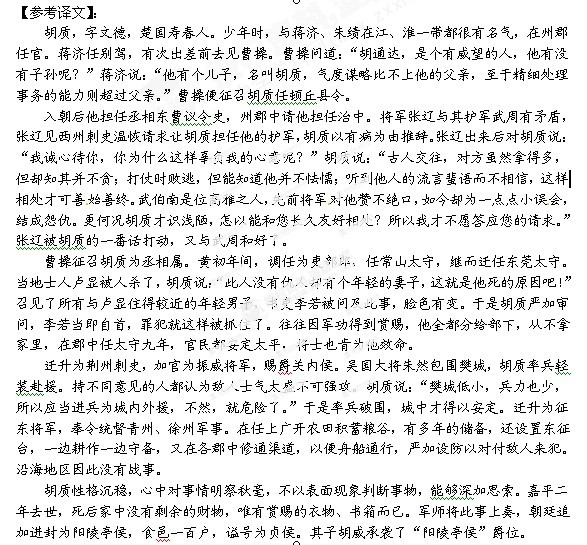 【参考译文】：
胡质，字文德，楚国寿春人。少年时，与蒋济、朱绩在江、淮一带都很有名气，在州郡
任官。蒋济任别驾，有次出差前去见曹操。曹操问道：“胡通达，是个有威望的人，他有没
有子孙呢？”蒋济说：“他有个儿子，名叫胡质，气度谋略比不上他的父亲，至于精细处理
事务的能力则超过父亲。”曹操便征召胡质任顿丘县令。
入朝后他担任丞相东曹议令史，州郡中请他担任治中。将军张辽与其护军武周有矛盾，
张辽见西州刺史温恢请求让胡质担任他的护军，胡质以有病为由推辞。张辽出来后对胡质说：
“我诚心待你，你为什么这样辜负我的心意呢？”胡质说：“古人交往，对方虽然拿得多，
但却知其并不贪；打仗时败逃，但能知道他并不怯懦；听到他人的流言蜚语而不相信，这样
相处才可善始善终。武伯南是位高雅之人，先前将军对他赞不绝口，如今却为一点点小误会，
结成怨仇。更何况胡质才识浅陋，怎以能和您长久友好相处？所以我才不愿答应您的请求。”
张辽被胡质的一番话打动，又与武周和好了。
曹操征召胡质为丞相属。黄初年间，调任为吏部郎，任常山太守，继而迁任东莞太守。
当地士人卢显被人杀了，胡质说：“此人没有仇人却有个年轻的妻子，这就是他死的原因吧！”
召见了所有与卢显住得较近的年轻男子，书吏李若被问及此事，脸色有变。于是胡质严加审
问，李若当即自首，罪犯就这样被抓住了。往往因军功得到赏赐，他全都分给部下，从不拿
家里，在郡中任太守九年，官民都安定太平，将士也肯为他效命。
迁升为荆州刺史，加官为振威将军，赐爵关内侯。吴国大将朱然包围樊城，胡质率兵轻
装赴援。持不同意见的人都认为敌人士气太盛不可强攻。胡质说：“樊城低小，兵力也少，
所以应当进兵为城内外援，不然，就危险了。”于是率兵破围，城中才得以安定。迁升为征
东将军，奉令统督青州、徐州军事。在任上广开农田积蓄粮谷，有多年的储备，还设置东征
台，一边耕作一边守备，又在各郡中修通渠道，以便舟船通行，严加设防以对付敌人来犯。
沿海地区因此没有战事。
胡质性格沉稳，心中对事情明察秋毫，不以表面现象判断事物，能够深加思索。嘉平二
年去世，死后家中没有剩余的财物，唯有赏赐的衣物、书箱而已。军师将此事上奏，朝廷追
加进封为阳陵亭侯，食邑一百户，谥号为贞侯。其子胡威承袭了“阳陵亭侯”爵位。